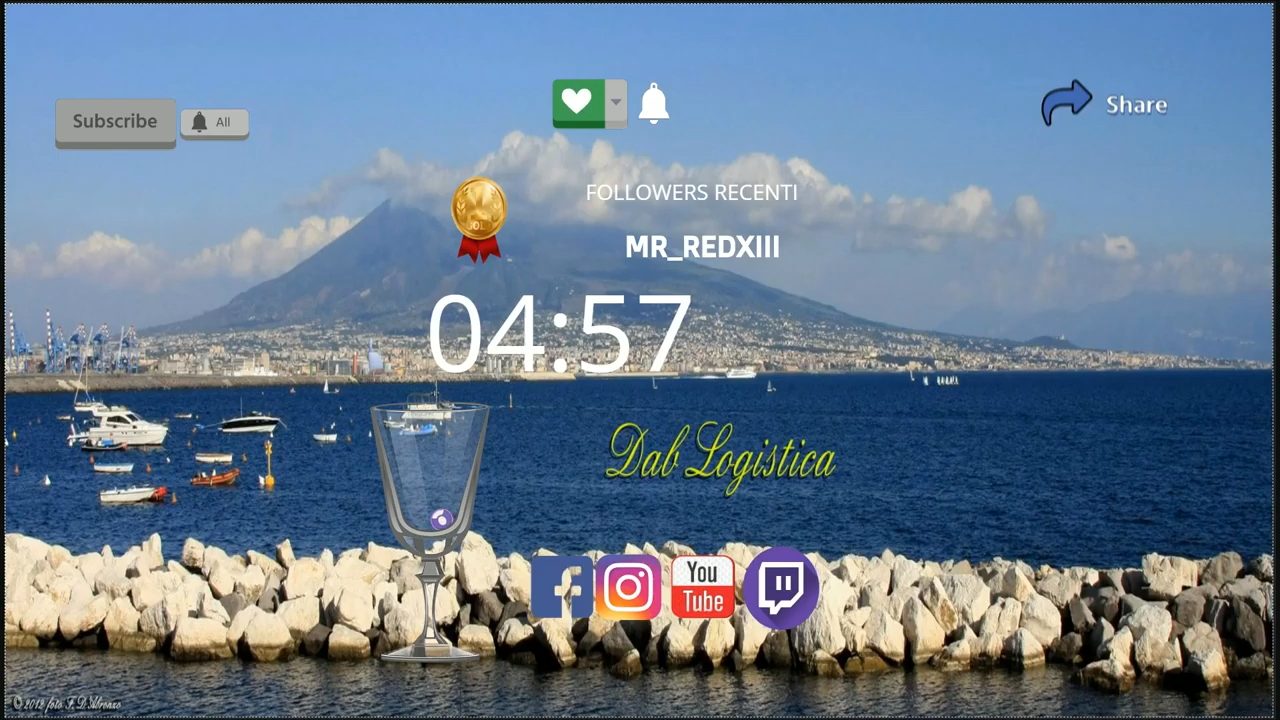 Subscribe
All
Share
FOLLOWERS RECENTI
MR_REDXIII
04:57
Dab Logistica
You
Tube